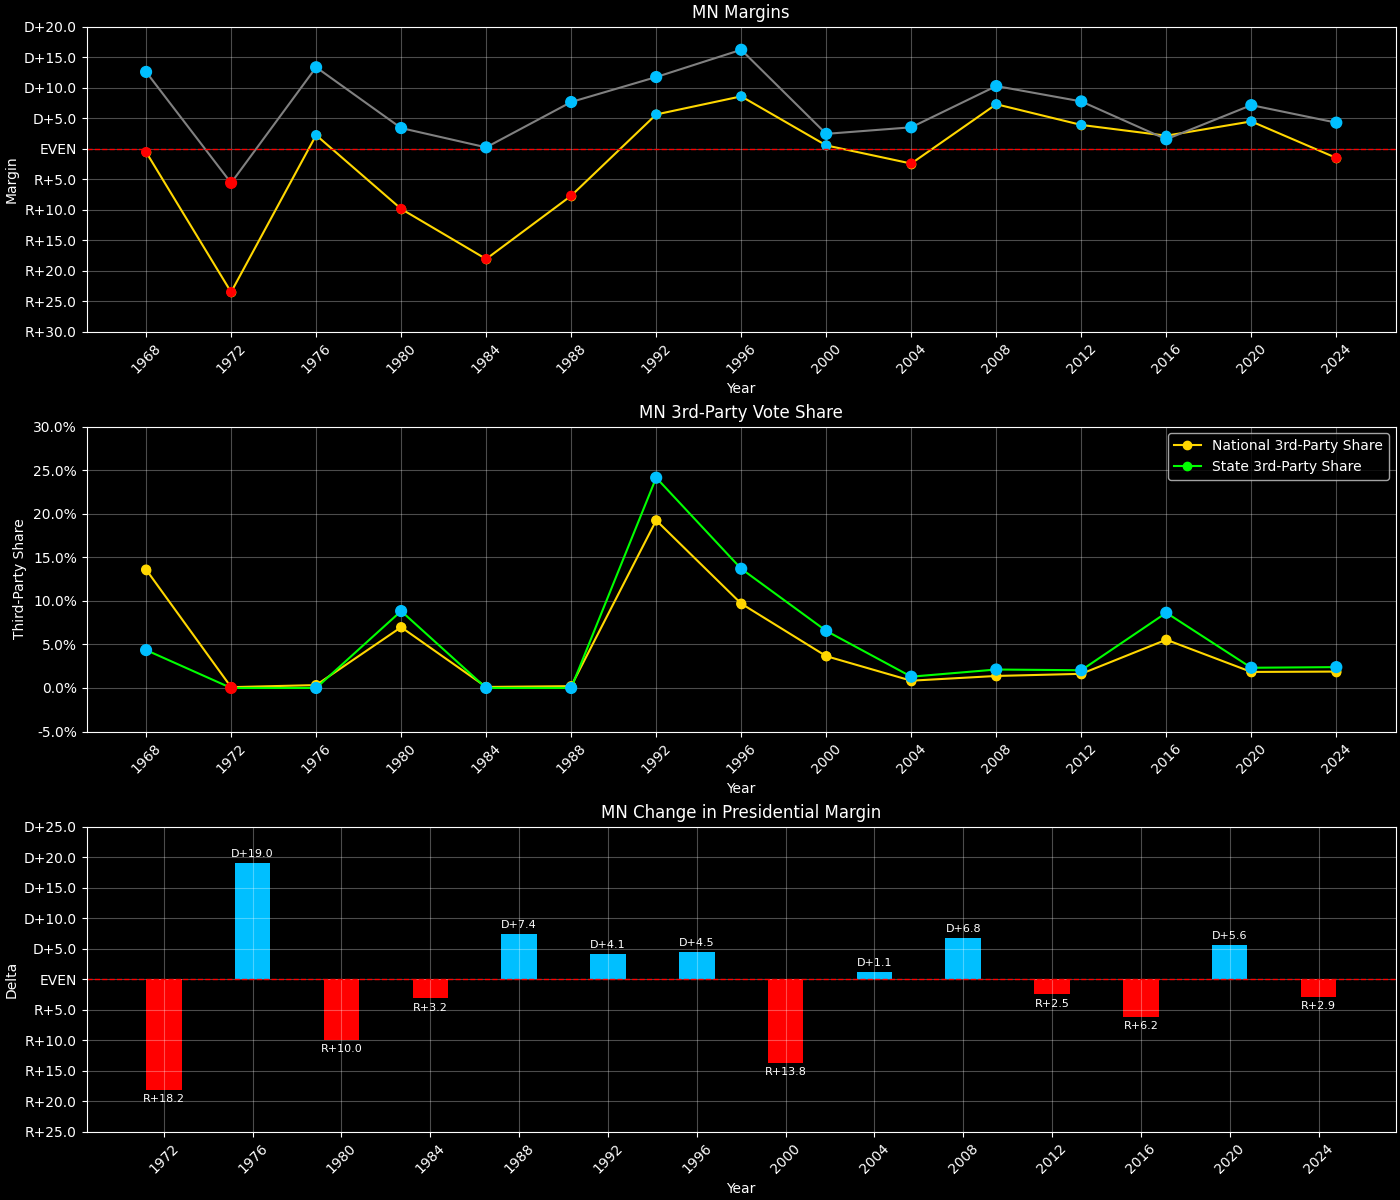 MN Margins
D+20.0
D+15.0
D+10.0
D+5.0
EVEN
R+5.0
R+10.0
R+15.0
R+20.0
R+25.0
R+30.0
Margin
1968
1972
1976
1980
1984
1988
1992
1996
2000
2004
2008
2012
2016
2020
2024
Year
MN 3rd-Party Vote Share
30.0%
25.0%
20.0%
15.0%
10.0%
5.0%
0.0%
-5.0%
Third-Party Share
National 3rd-Party Share
State 3rd-Party Share
1968
1972
1976
1980
1984
1988
1992
1996
2000
2004
2008
2012
2016
2020
2024
Year
MN Change in Presidential Margin
D+25.0
D+20.0
D+15.0
D+10.0
D+5.0
EVEN
R+5.0
R+10.0
R+15.0
R+20.0
R+25.0
Delta
R+18.2
D+19.0
R+10.0
R+3.2
D+7.4
D+4.1
D+4.5
R+13.8
D+1.1
D+6.8
R+2.5
R+6.2
D+5.6
R+2.9
1972
1976
1980
1984
1988
1992
1996
2000
2004
2008
2012
2016
2020
2024
Year